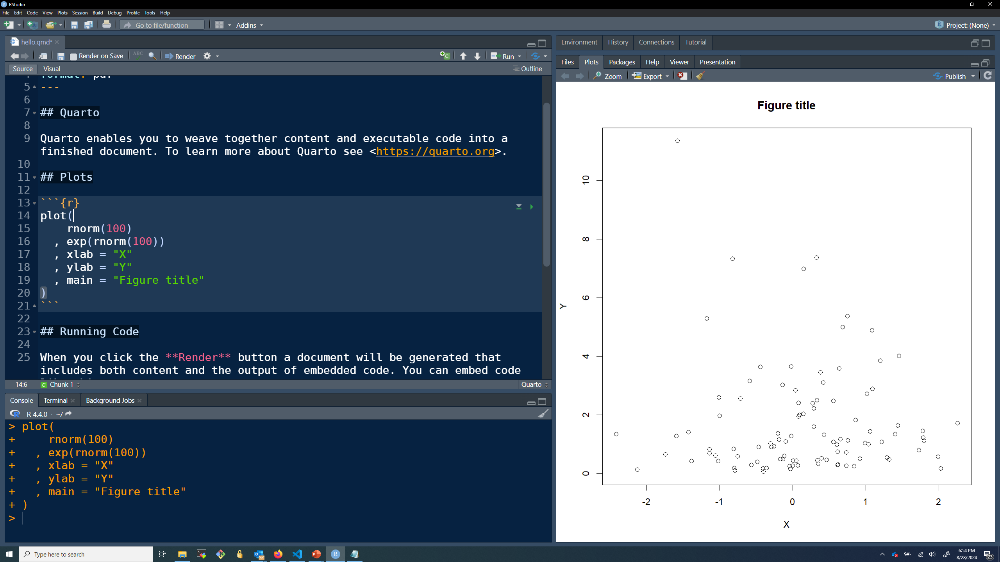 RStudio
File Edit Code View Plots Session Build Debug Profile Tools Help
Go to file/function Addins Project: (None)
hello.qmd*
Render on Save ABC Render Run
Source Visual Outline
4 format: pdf
5 ---
6
7 ## Quarto
8
9 Quarto enables you to weave together content and executable code into a
finished document. To learn more about Quarto see <https://quarto.org>.
10
11 ## Plots
12
13 ```{r}
14 plot(
15     rnorm(100)
16   , exp(rnorm(100))
17   , xlab = "X"
18   , ylab = "Y"
19   , main = "Figure title"
20 )
21 ```
22
23 ## Running Code
24
25 When you click the **Render** button a document will be generated that
includes both content and the output of embedded code. You can embed code
14:6 C Chunk 1 Quarto
Console Terminal Background Jobs
R 4.4.0 · ~/
> plot(
+     rnorm(100)
+   , exp(rnorm(100))
+   , xlab = "X"
+   , ylab = "Y"
+   , main = "Figure title"
+ )
>
Environment History Connections Tutorial
Files Plots Packages Help Viewer Presentation
Zoom Export Publish
Figure title
10
8
6
Y
4
2
0
-2 -1 0 1 2
X
Type here to search
6:54 PM
8/28/2024
23